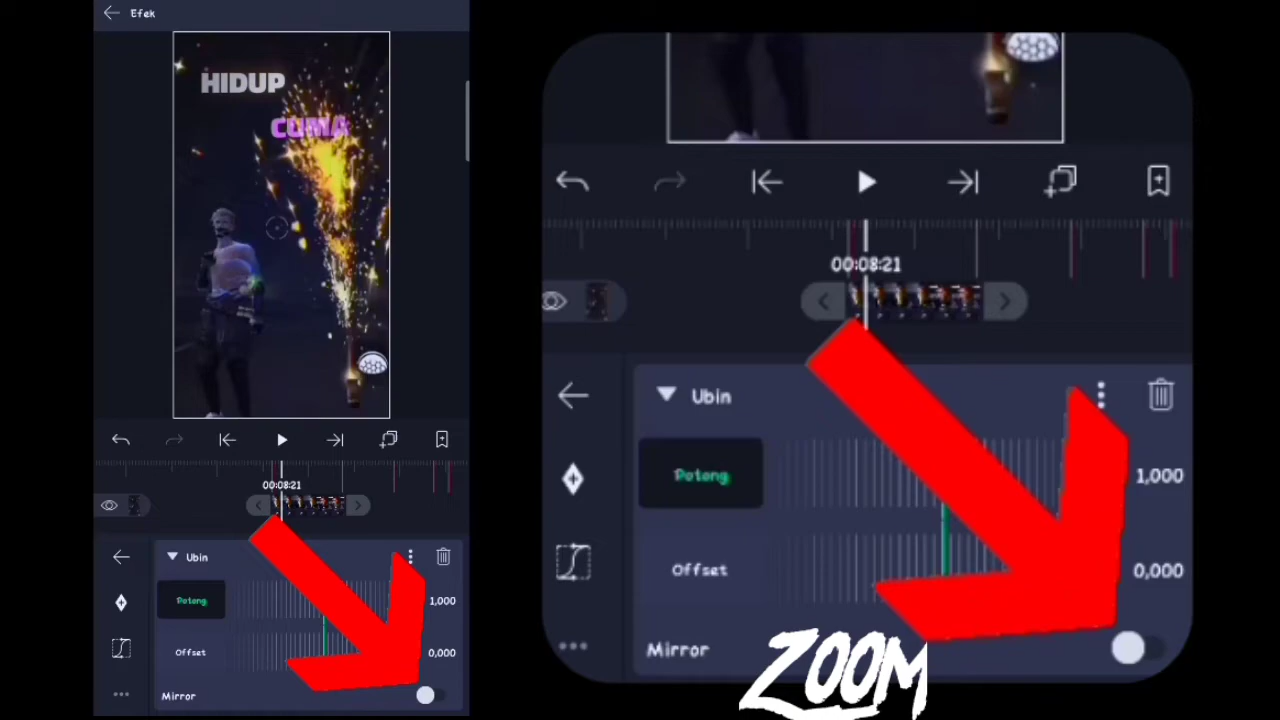 Efek
HIDUP
CUMA
00:08:21
Ubin
Potong
1,000
Offset
0,000
Mirror
00:08:21
Ubin
Potong
1,000
Offset
0,000
Mirror
ZOOM